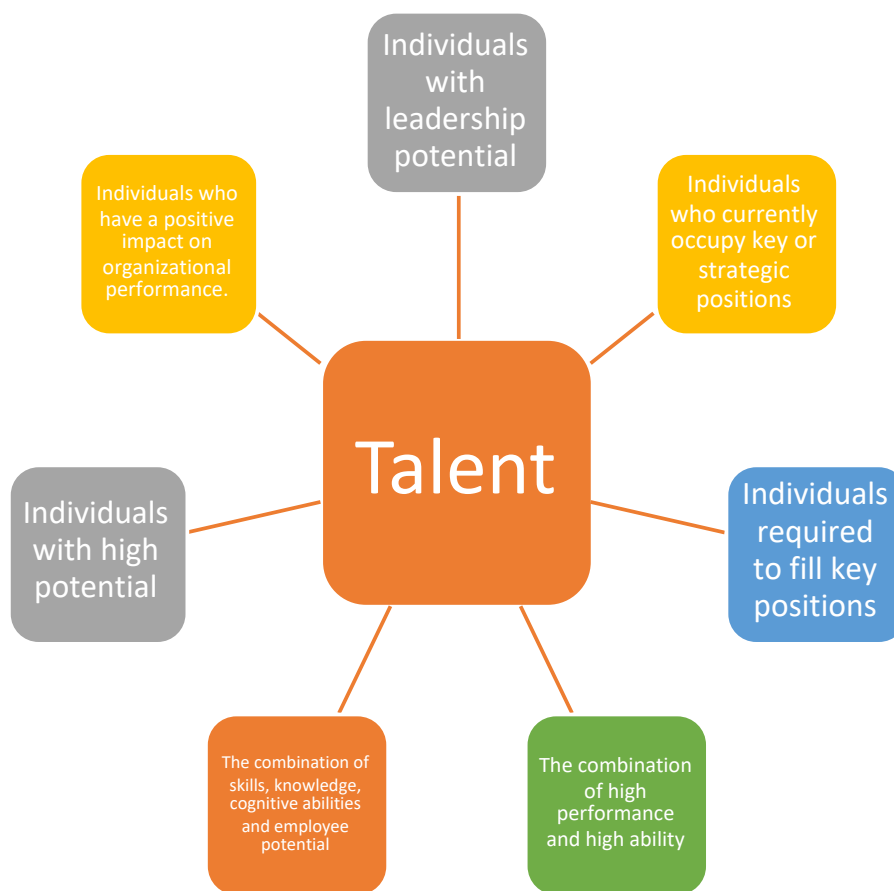 Individuals
with
leadership
potential
Individuals who
have a positive
impact on
organizational
performance.
Individuals
who currently
occupy key or
strategic
positions
Talent
Individuals
with high
potential
Individuals
required
to fill key
positions
The combination of
skills, knowledge,
cognitive abilities
and employee
potential
The combination
of high
performance
and high ability